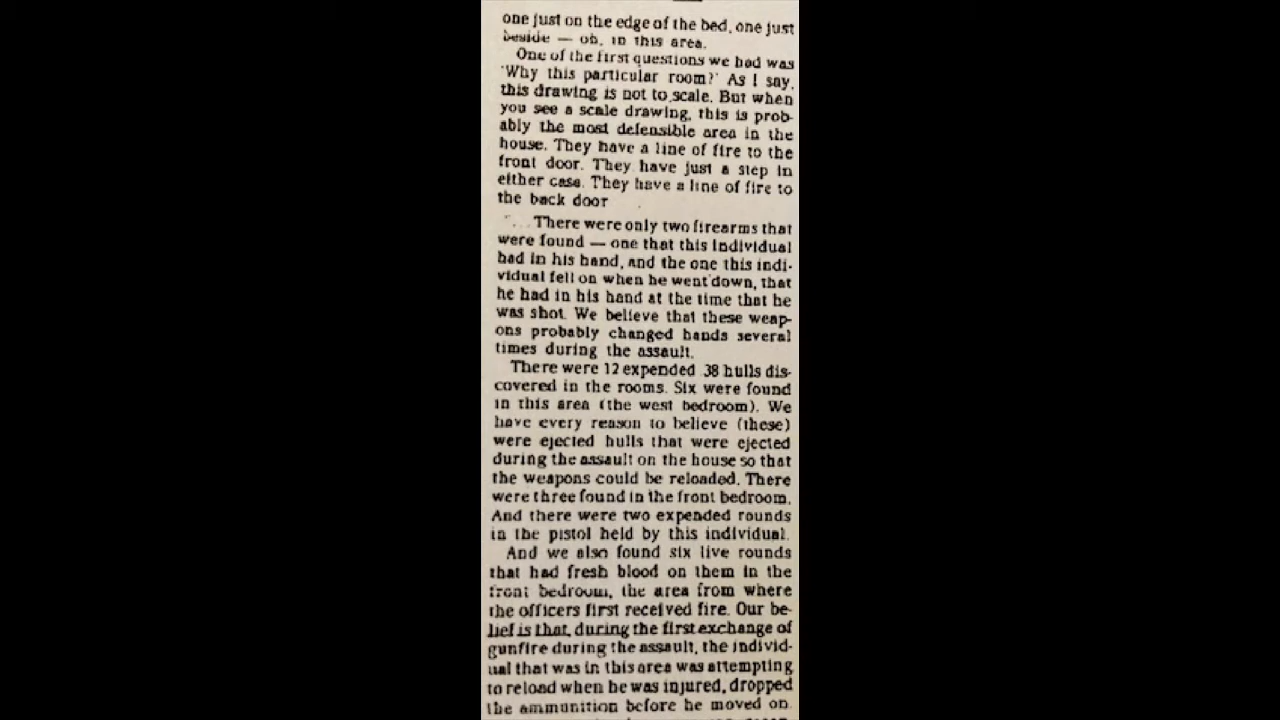 one just on the edge of the bed, one just
beside — oh, in this area.
One of the first questions we had was
'Why this particular room?' As I say,
this drawing is not to scale. But when
you see a scale drawing, this is prob-
ably the most defensible area in the
house. They have a line of fire to the
front door. They have just a step in
either case. They have a line of fire to
the back door
"... There were only two firearms that
were found — one that this individual
had in his hand, and the one this indi-
vidual fell on when he went down, that
he had in his hand at the time that he
was shot. We believe that these weap-
ons probably changed hands several
times during the assault.
There were 12 expended .38 hulls dis-
covered in the rooms. Six were found
in this area (the west bedroom). We
have every reason to believe (these)
were ejected hulls that were ejected
during the assault on the house so that
the weapons could be reloaded. There
were three found in the front bedroom.
And there were two expended rounds
in the pistol held by this individual.
And we also found six live rounds
that had fresh blood on them in the
front bedroom, the area from where
the officers first received fire. Our be-
lief is that, during the first exchange of
gunfire during the assault, the individ-
ual that was in this area was attempting
to reload when he was injured, dropped
the ammunition before he moved on.